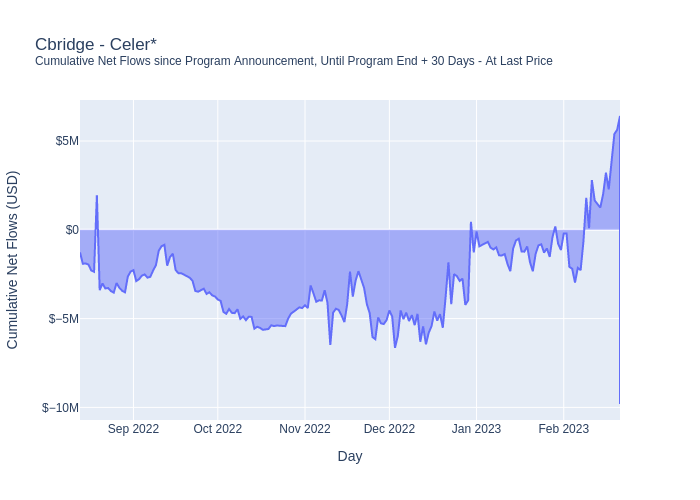 Cbridge - Celer*
Cumulative Net Flows since Program Announcement, Until Program End + 30 Days - At Last Price
Cumulative Net Flows (USD)
$5M
$0
$−5M
$−10M
Sep 2022
Oct 2022
Nov 2022
Dec 2022
Jan 2023
Feb 2023
Day